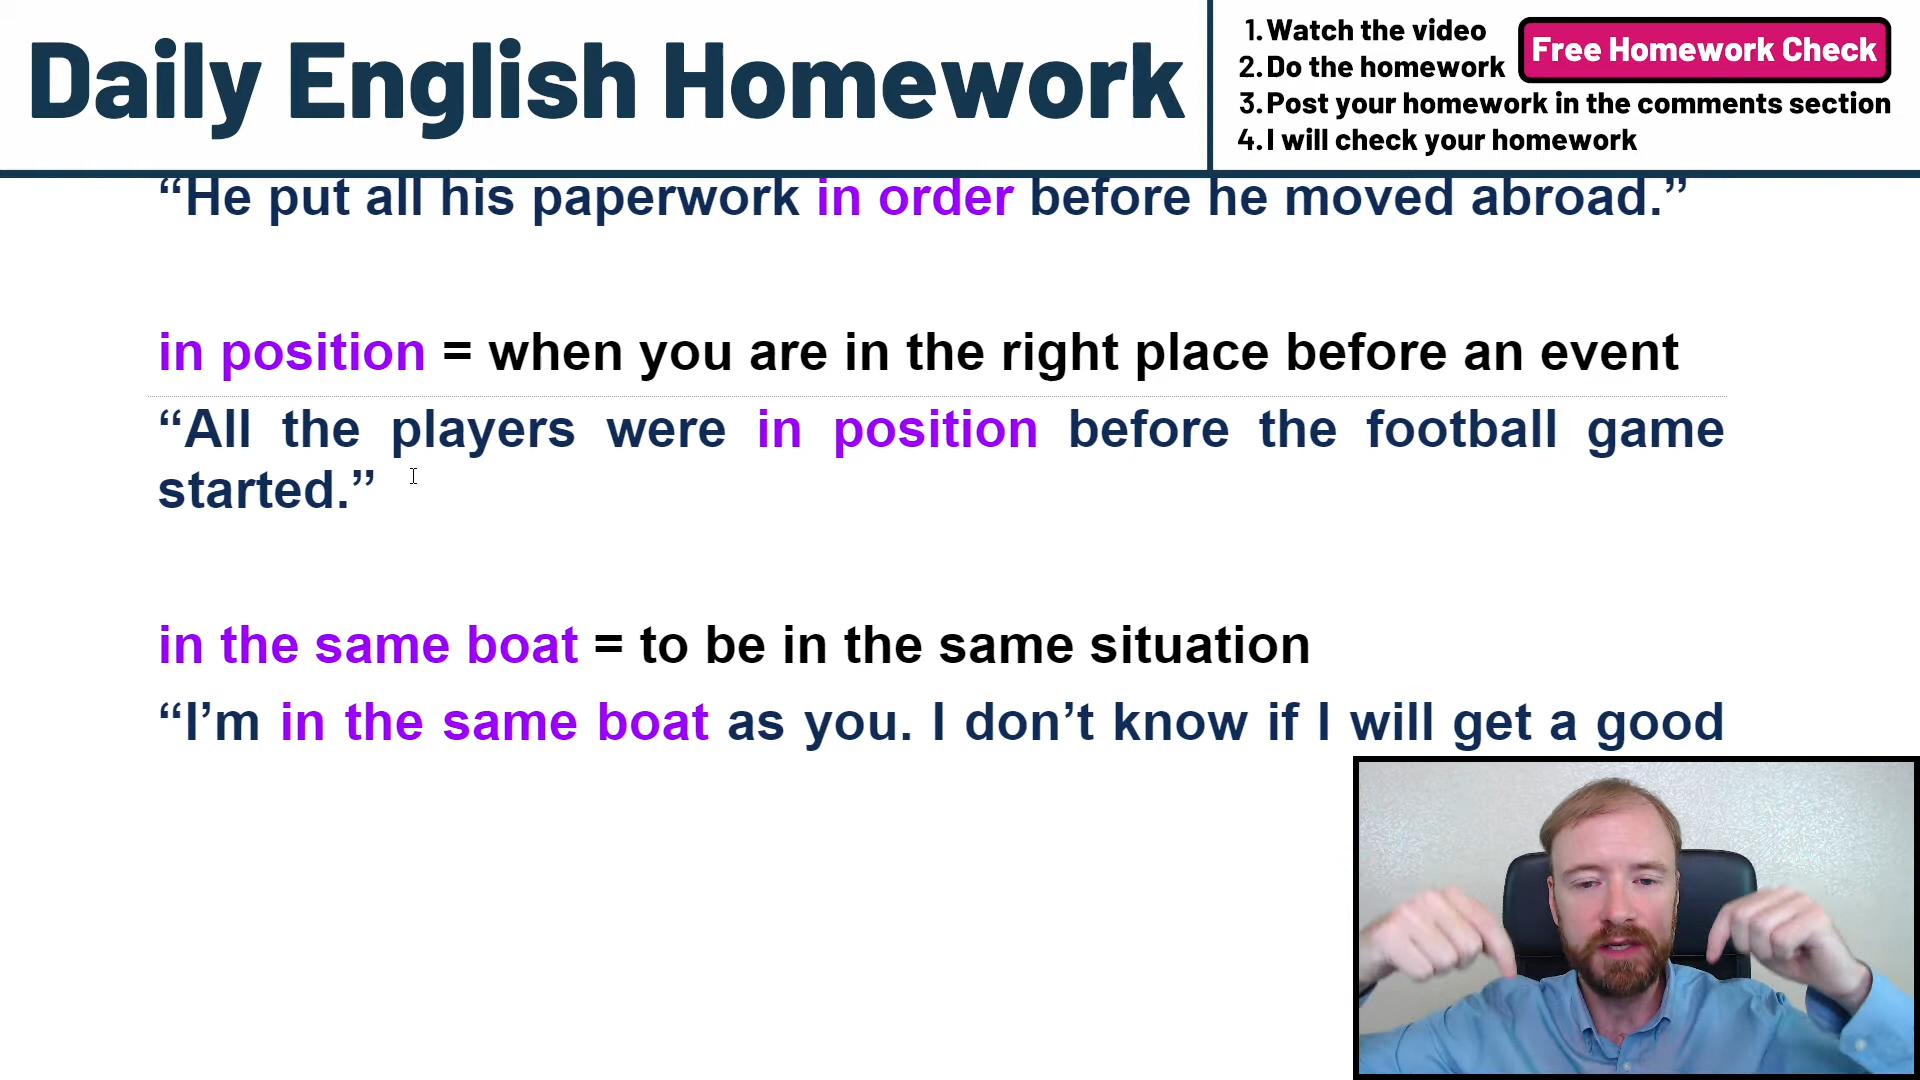 Daily English Homework
1. Watch the video
2. Do the homework
Free Homework Check
3. Post your homework in the comments section
4. I will check your homework
“He put all his paperwork in order before he moved abroad.”
in position = when you are in the right place before an event
“All the players were in position before the football game
started.”
in the same boat = to be in the same situation
“I’m in the same boat as you. I don’t know if I will get a good